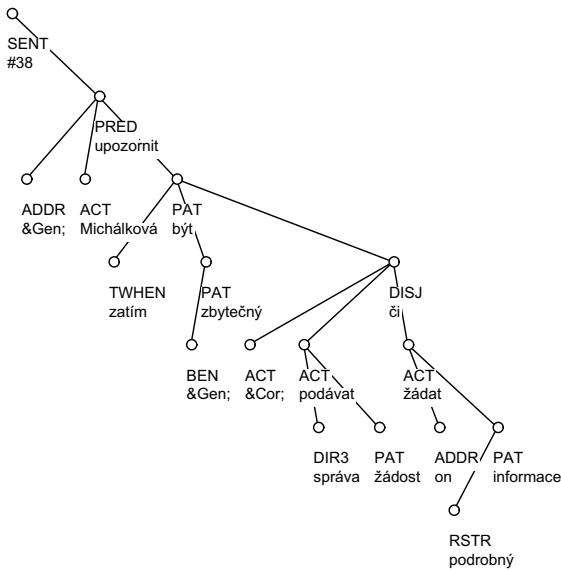 SENT
#38
PRED
upozornit
ADDR ACT PAT
&Gen; Michálková být
TWHEN PAT DISJ
zatím zbytečný či
BEN ACT ACT ACT
&Gen; &Cor; podávat žádat
DIR3 PAT ADDR PAT
správa žádost on informace
RSTR
podrobný